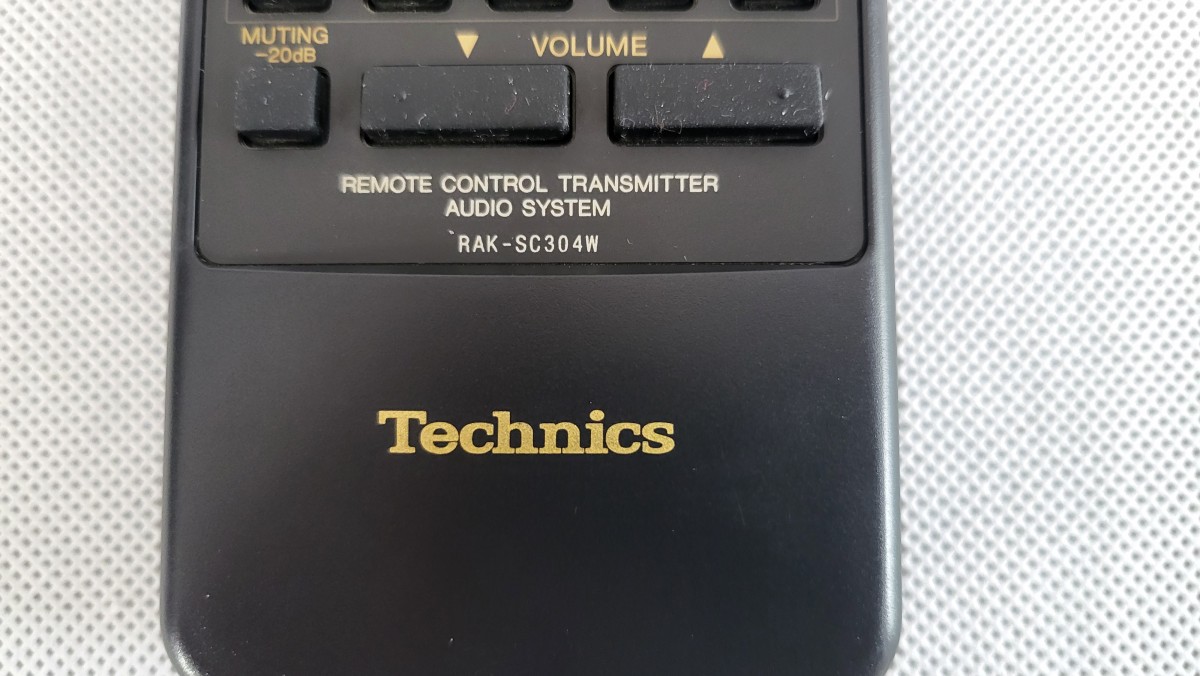 MUTING
-20dB
▼ VOLUME ▲
REMOTE CONTROL TRANSMITTER
AUDIO SYSTEM
RAK-SC304W
Technics